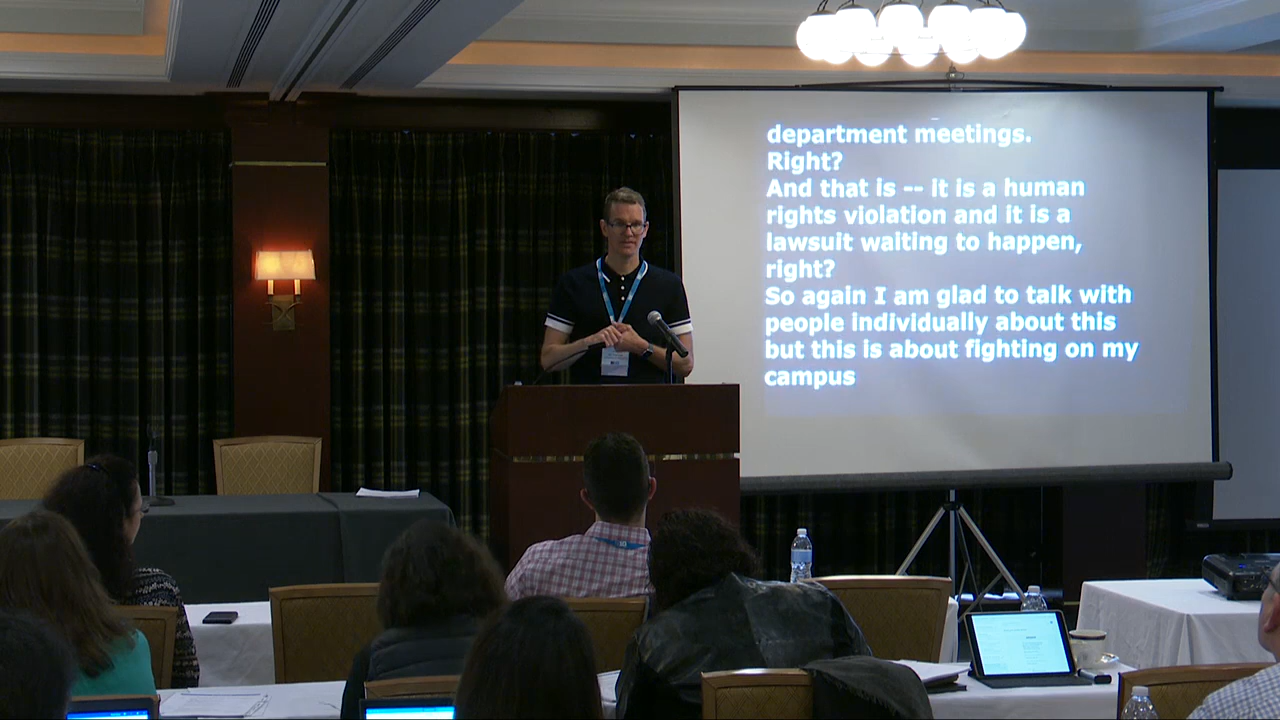 department meetings.
Right?
And that is -- it is a human
rights violation and it is a
lawsuit waiting to happen,
right?
So again I am glad to talk with
people individually about this
but this is about fighting on my
campus